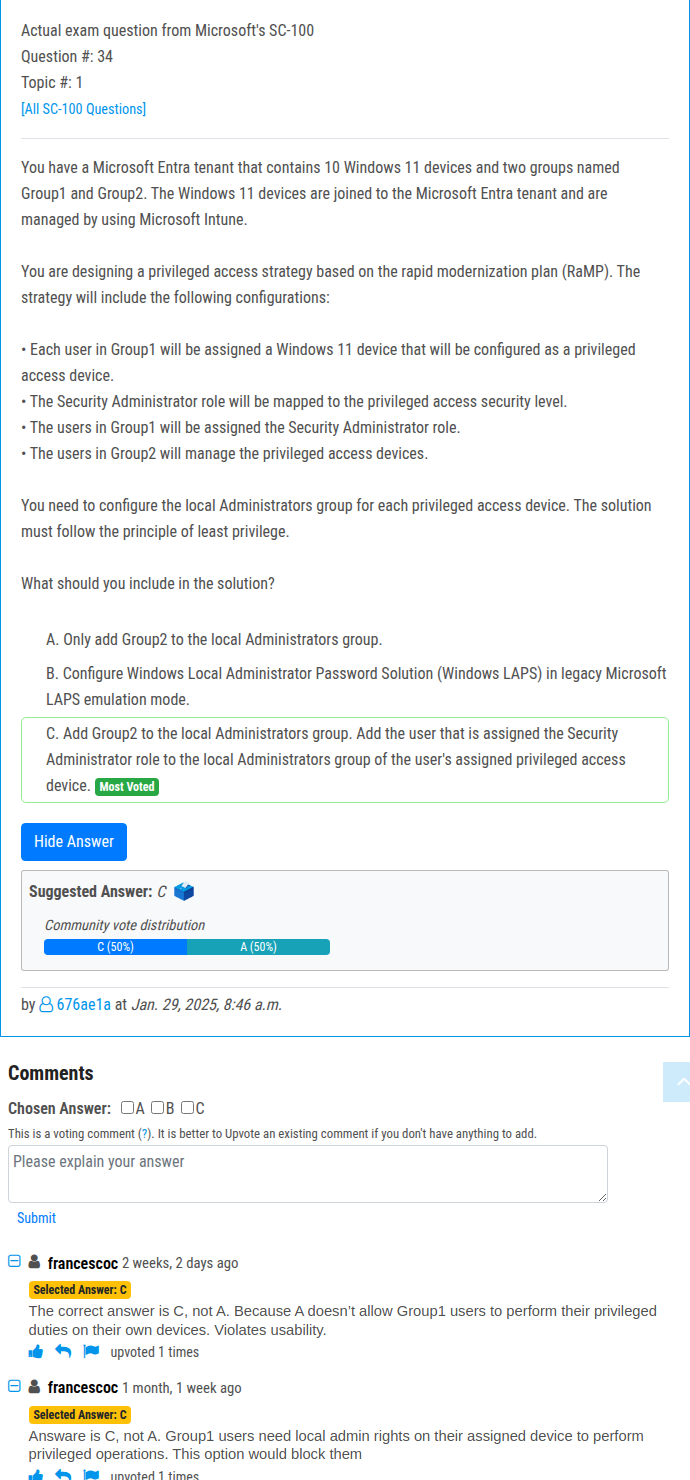 Actual exam question from Microsoft's SC-100
Question #: 34
Topic #: 1
[All SC-100 Questions]
You have a Microsoft Entra tenant that contains 10 Windows 11 devices and two groups named
Group1 and Group2. The Windows 11 devices are joined to the Microsoft Entra tenant and are
managed by using Microsoft Intune.
You are designing a privileged access strategy based on the rapid modernization plan (RaMP). The
strategy will include the following configurations:
• Each user in Group1 will be assigned a Windows 11 device that will be configured as a privileged
access device.
• The Security Administrator role will be mapped to the privileged access security level.
• The users in Group1 will be assigned the Security Administrator role.
• The users in Group2 will manage the privileged access devices.
You need to configure the local Administrators group for each privileged access device. The solution
must follow the principle of least privilege.
What should you include in the solution?
A. Only add Group2 to the local Administrators group.
B. Configure Windows Local Administrator Password Solution (Windows LAPS) in legacy Microsoft
LAPS emulation mode.
C. Add Group2 to the local Administrators group. Add the user that is assigned the Security
Administrator role to the local Administrators group of the user's assigned privileged access
device. Most Voted
Hide Answer
Suggested Answer: C
Community vote distribution
C (50%) A (50%)
by 676ae1a at Jan. 29, 2025, 8:46 a.m.
Comments
Chosen Answer: A B C
This is a voting comment (?). It is better to Upvote an existing comment if you don't have anything to add.
Please explain your answer
Submit
francescoc 2 weeks, 2 days ago
Selected Answer: C
The correct answer is C, not A. Because A doesn’t allow Group1 users to perform their privileged
duties on their own devices. Violates usability.
upvoted 1 times
francescoc 1 month, 1 week ago
Selected Answer: C
Answare is C, not A. Group1 users need local admin rights on their assigned device to perform
privileged operations. This option would block them
upvoted 1 times